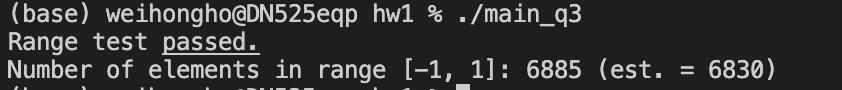 (base) weihongho@DN525eqp hw1 % ./main_q3
Range test passed.
Number of elements in range [-1, 1]: 6885 (est. = 6830)